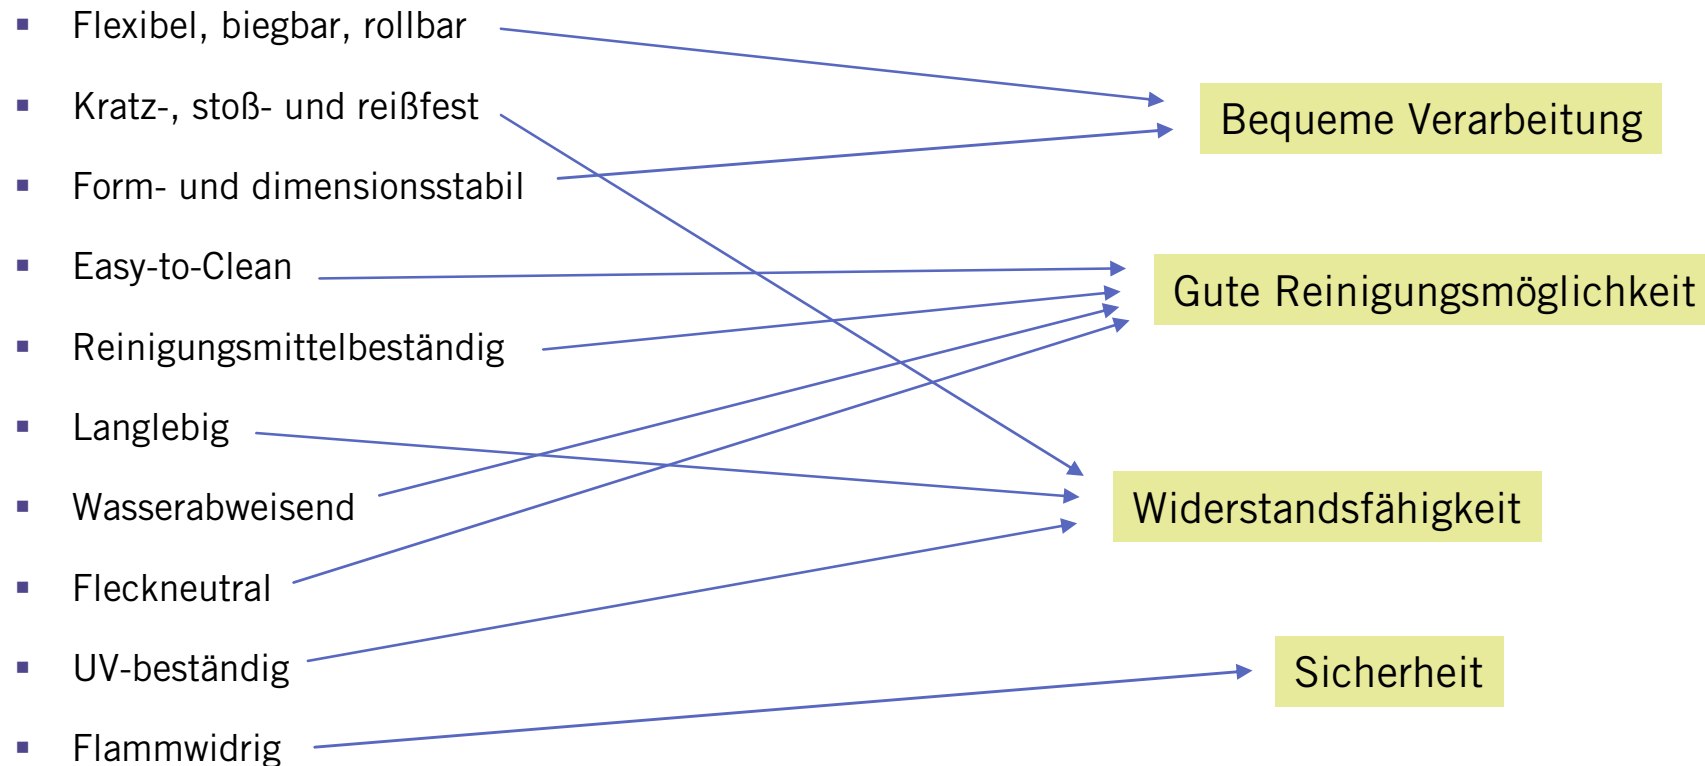 Flexibel, biegbar, rollbar
Kratz-, stoß- und reißfest
Form- und dimensionsstabil
Easy-to-Clean
Reinigungsmittelbeständig
Langlebig
Wasserabweisend
Fleckneutral
UV-beständig
Flammwidrig
Bequeme Verarbeitung
Gute Reinigungsmöglichkeit
Widerstandsfähigkeit
Sicherheit